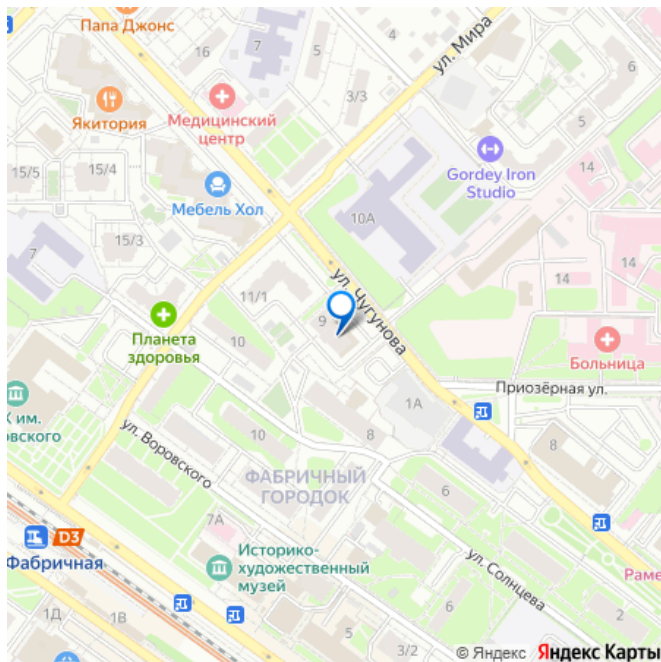 Папа Джонс
16
7
5
4
ул. Мира
6
3/3
5
Якитория
Медицинский
центр
Gordey Iron
Studio
14
15/5
15/4
Мебель Хол
10А
7
15/3
14
14
11/1
ул. Чугунова
9
Планета
здоровья
10
Больница
Приозёрная ул.
К им.
овского
1А
ул. Воровского
10
8
8
ФАБРИЧНЫЙ
ГОРОДОК
6
7А
D3
Фабричная
Историко-
художественный
музей
ул. Солнцева
Раме
1Д
1В
6
2
5
3/2
© Яндекс Яндекс Карты